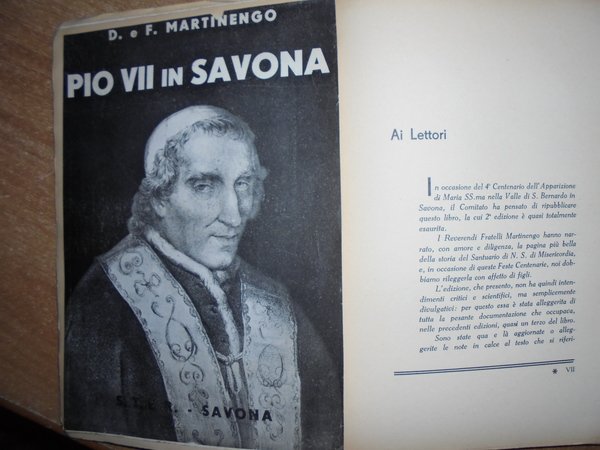 D. e F. MARTINENGO
PIO VII IN SAVONA
- SAVONA
Ai Lettori
In occasione del 4° Centenario dell'Apparizione
di Maria SS.ma nella Valle di S. Bernardo in
Savona, il Comitato ha pensato di ripubblicare
questo libro, la cui 2ª edizione è quasi totalmente
esaurita.
I Reverendi Fratelli Martinengo hanno nar-
rato, con amore e diligenza, la pagina più bella
della storia del Santuario di N. S. di Misericordia,
e, in occasione di queste Feste Centenarie, noi dob-
biamo rileggerla con affetto di figli.
L'edizione, che presento, non ha quindi inten-
dimenti critici e scientifici, ma semplicemente
divulgatici: per questo essa è stata alleggerita di
tutta la pesante documentazione che occupava,
nelle precedenti edizioni, quasi un terzo del libro.
Sono state qua e là aggiornate o alleg-
gerite le note in calce al testo che si riferi-
* VII